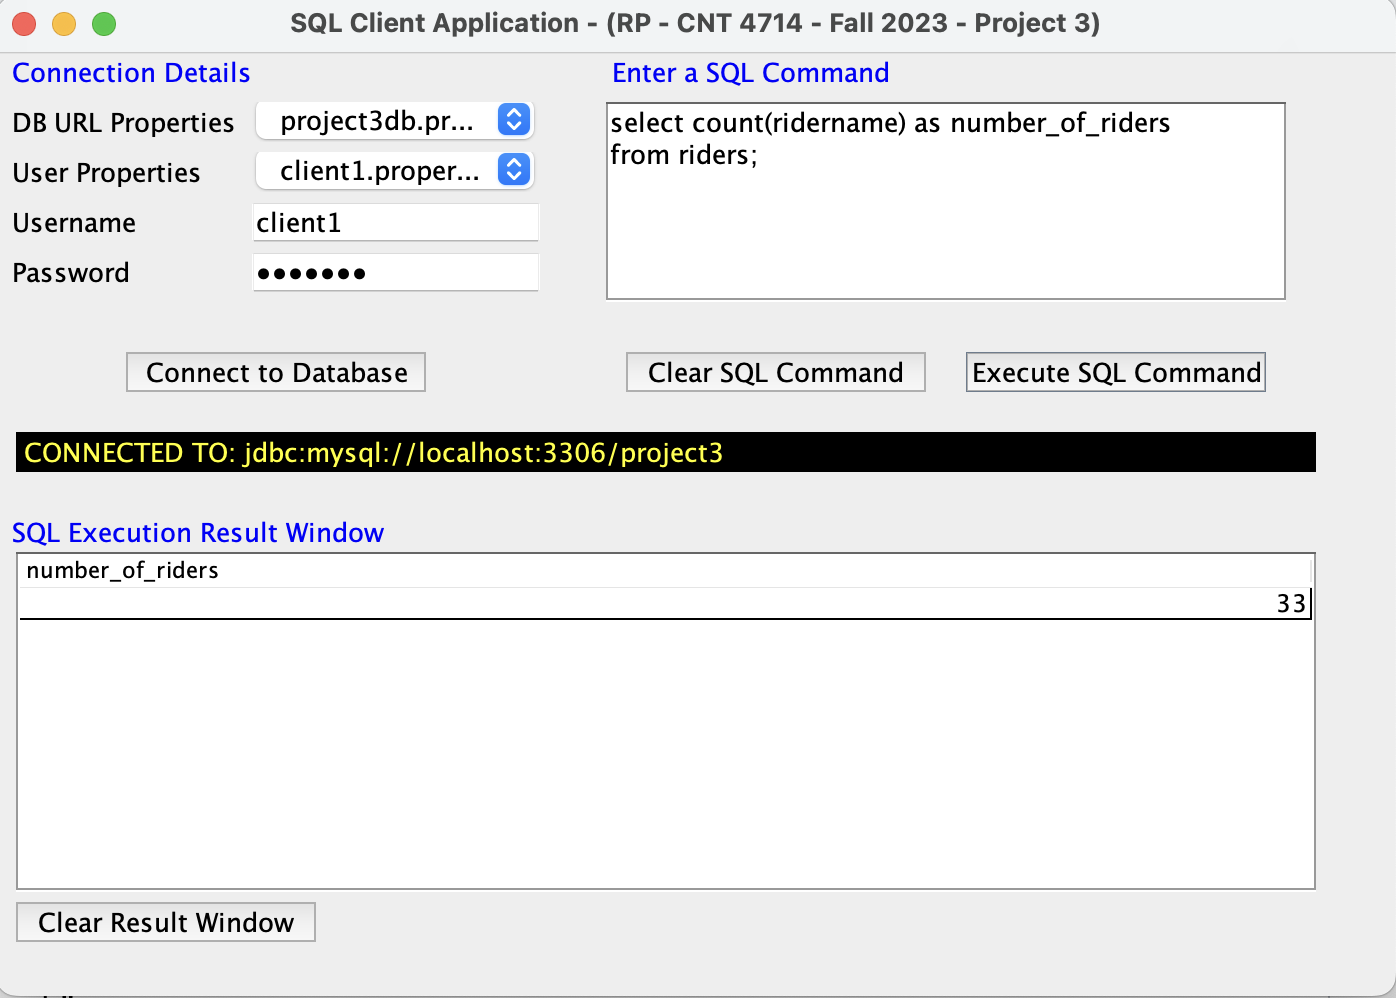 SQL Client Application - (RP - CNT 4714 - Fall 2023 - Project 3)
Connection Details
DB URL Properties
project3db.pr...
User Properties
client1.proper...
Username
client1
Password
•••••••
Connect to Database
Enter a SQL Command
select count(ridername) as number_of_riders
from riders;
Clear SQL Command
Execute SQL Command
CONNECTED TO: jdbc:mysql://localhost:3306/project3
SQL Execution Result Window
number_of_riders
33
Clear Result Window